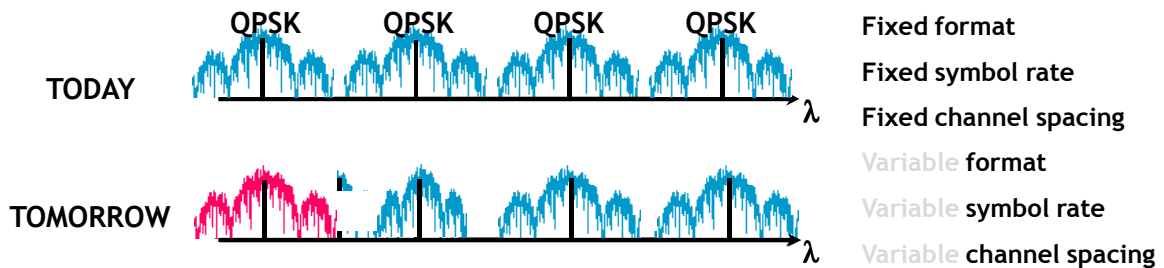 QPSK QPSK QPSK QPSK
TODAY
λ
Fixed format
Fixed symbol rate
Fixed channel spacing
TOMORROW
λ
Variable format
Variable symbol rate
Variable channel spacing